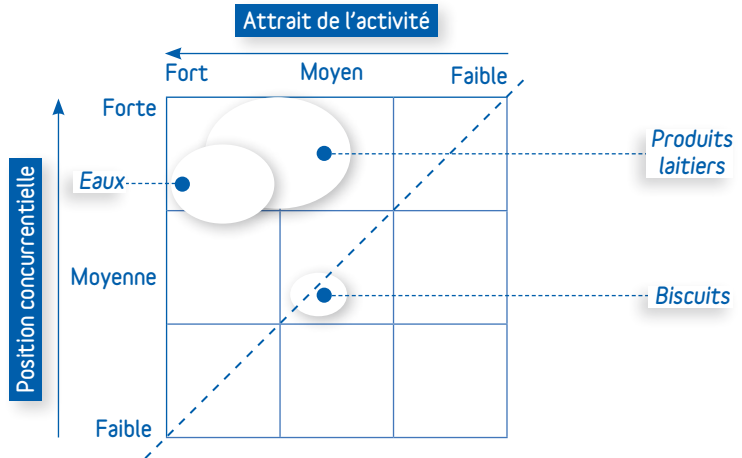 Attrait de l'activité
Fort
Moyen
Faible
Forte
Produits
laitiers
Eaux
Position concurrentielle
Moyenne
Biscuits
Faible